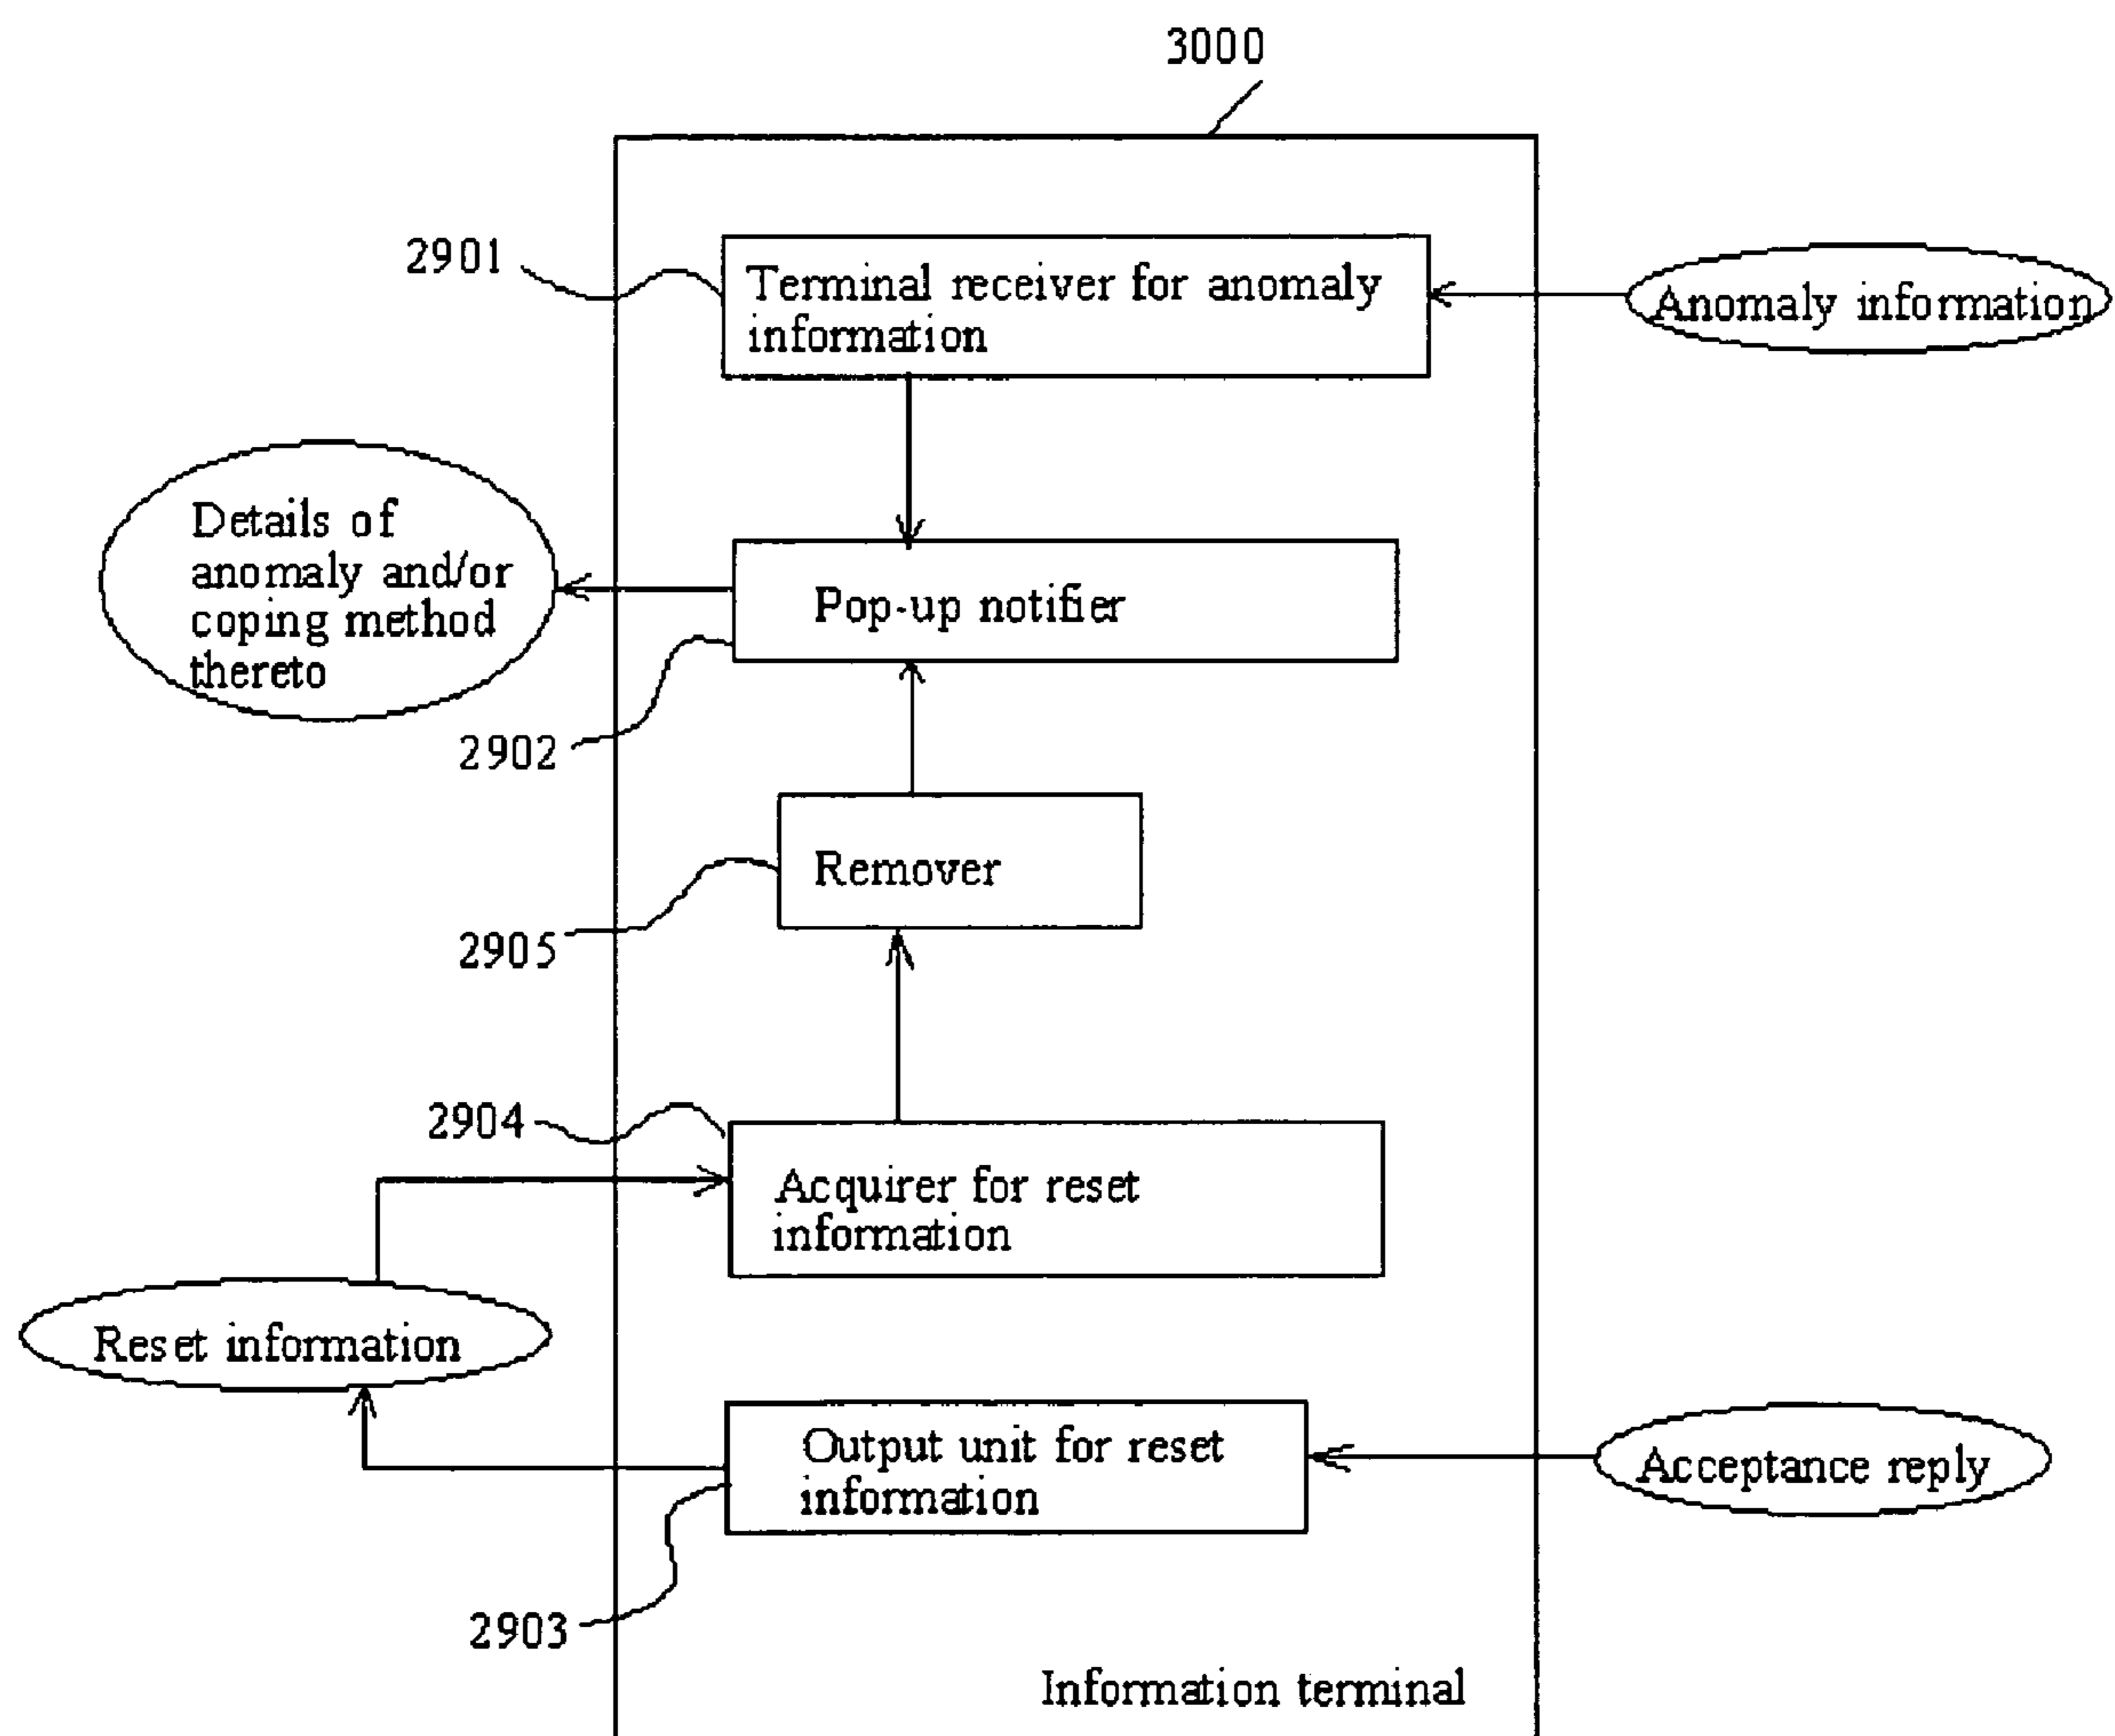 3000
2901
Terminal receiver for anomaly
information
Anomaly information
Details of
anomaly and/or
coping method
thereto
Pop-up notifier
2902
Remover
2905
2904
Acquirer for reset
information
Reset information
Output unit for reset
information
Acceptance reply
2903
Information terminal